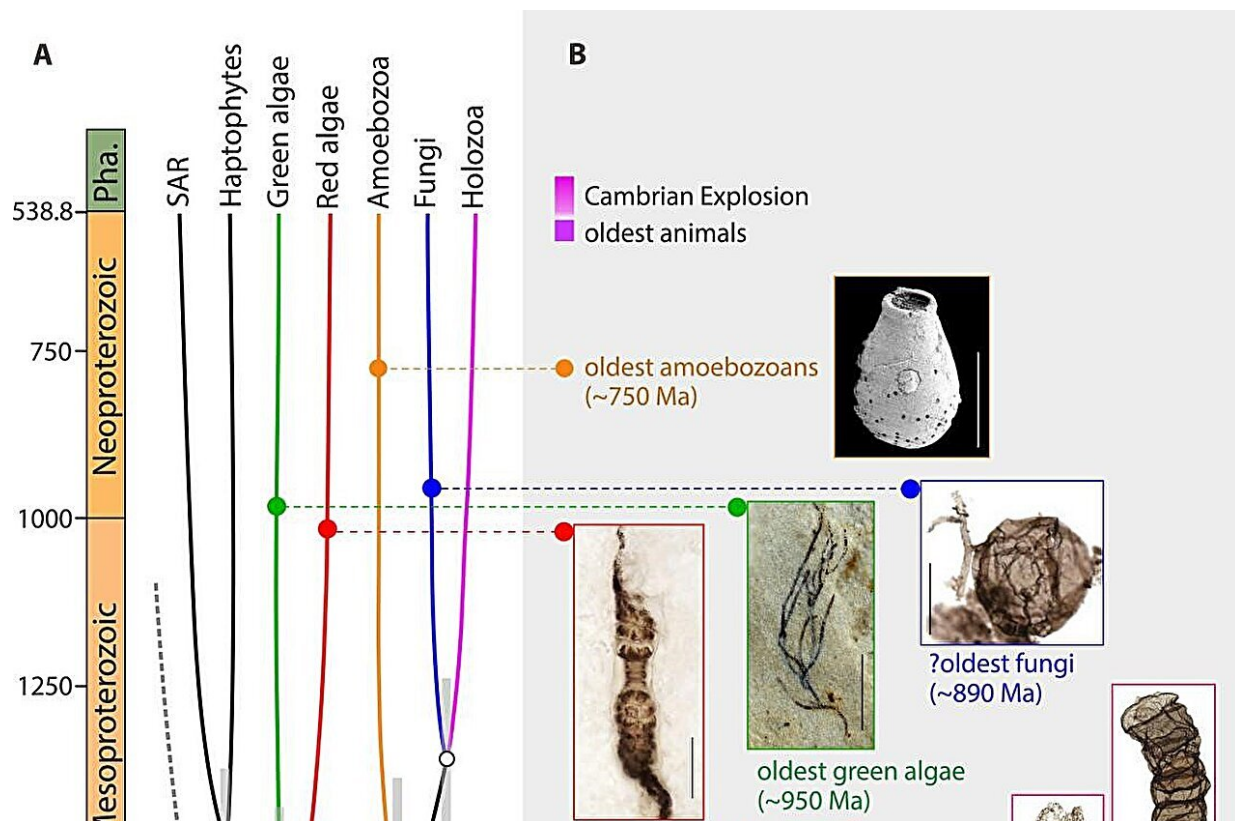 A
B
SAR
Haptophytes
Green algae
Red algae
Amoebozoa
Fungi
Holozoa
Pha.
538.8
Neoproterozoic
750
1000
Mesoproterozoic
1250
Cambrian Explosion
oldest animals
oldest amoebozoans
(~750 Ma)
?oldest fungi
(~890 Ma)
oldest green algae
(~950 Ma)